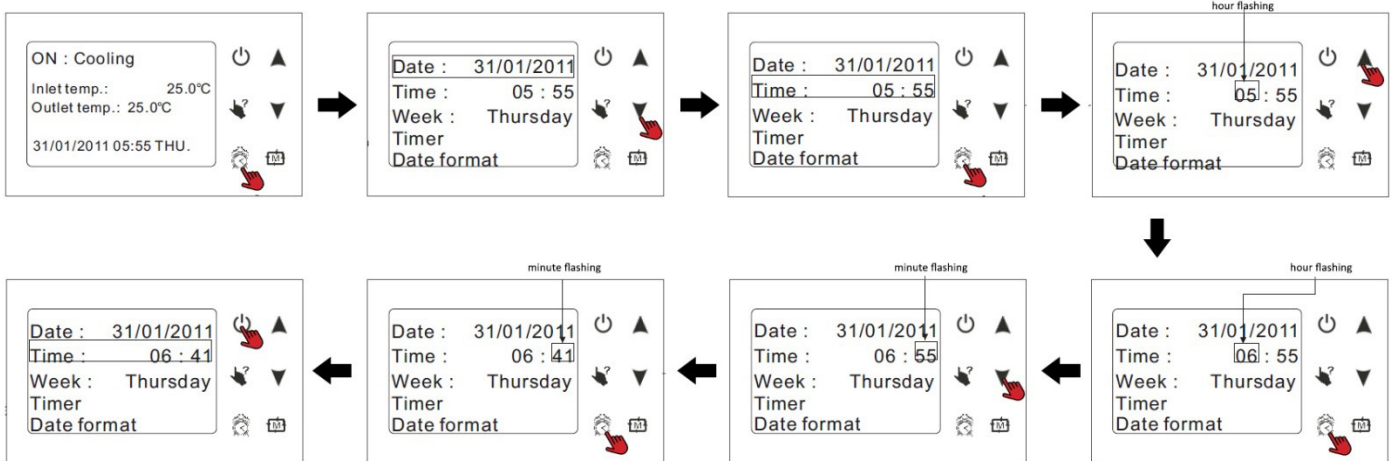 hour flashing
ON : Cooling
Inlet temp.: 25.0°C
Outlet temp.: 25.0°C
31/01/2011 05:55 THU.
?
M
Date : 31/01/2011
Time : 05 : 55
Week : Thursday
Timer
Date format
?
M
Date : 31/01/2011
Time : 05 : 55
Week : Thursday
Timer
Date format
?
M
Date : 31/01/2011
Time : 05 : 55
Week : Thursday
Timer
Date format
?
M
minute flashing
minute flashing
hour flashing
Date : 31/01/2011
Time : 06 : 41
Week : Thursday
Timer
Date format
?
M
Date : 31/01/2011
Time : 06 : 41
Week : Thursday
Timer
Date format
?
M
Date : 31/01/2011
Time : 06 : 55
Week : Thursday
Timer
Date format
?
M
Date : 31/01/2011
Time : 06 : 55
Week : Thursday
Timer
Date format
?
M